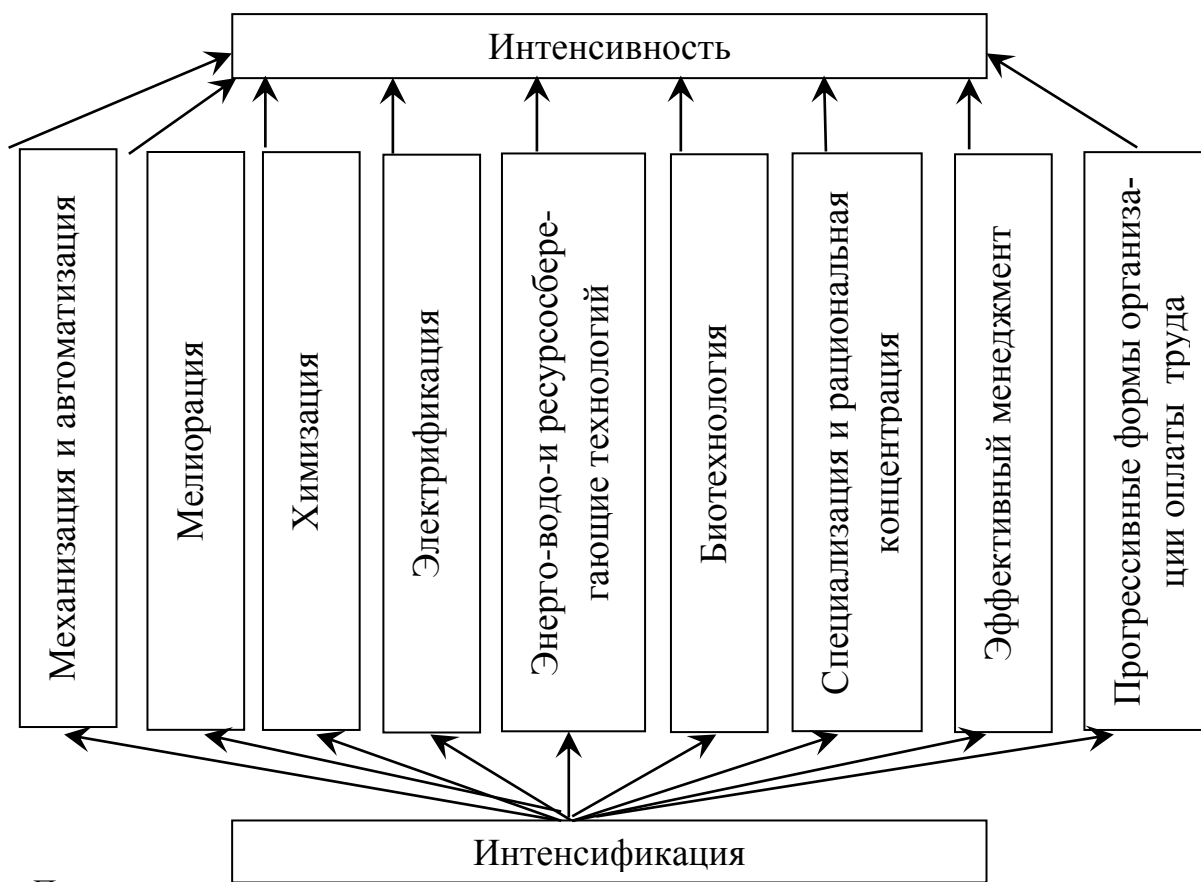 Интенсивность
Механизация и автоматизация
Мелиорация
Химизация
Электрификация
Энерго-водо-и ресурсосбере-
гающие технологий
Биотехнология
Специализация и рациональная
концентрация
Эффективный менеджмент
Прогрессивные формы организа-
ции оплаты труда
Интенсификация